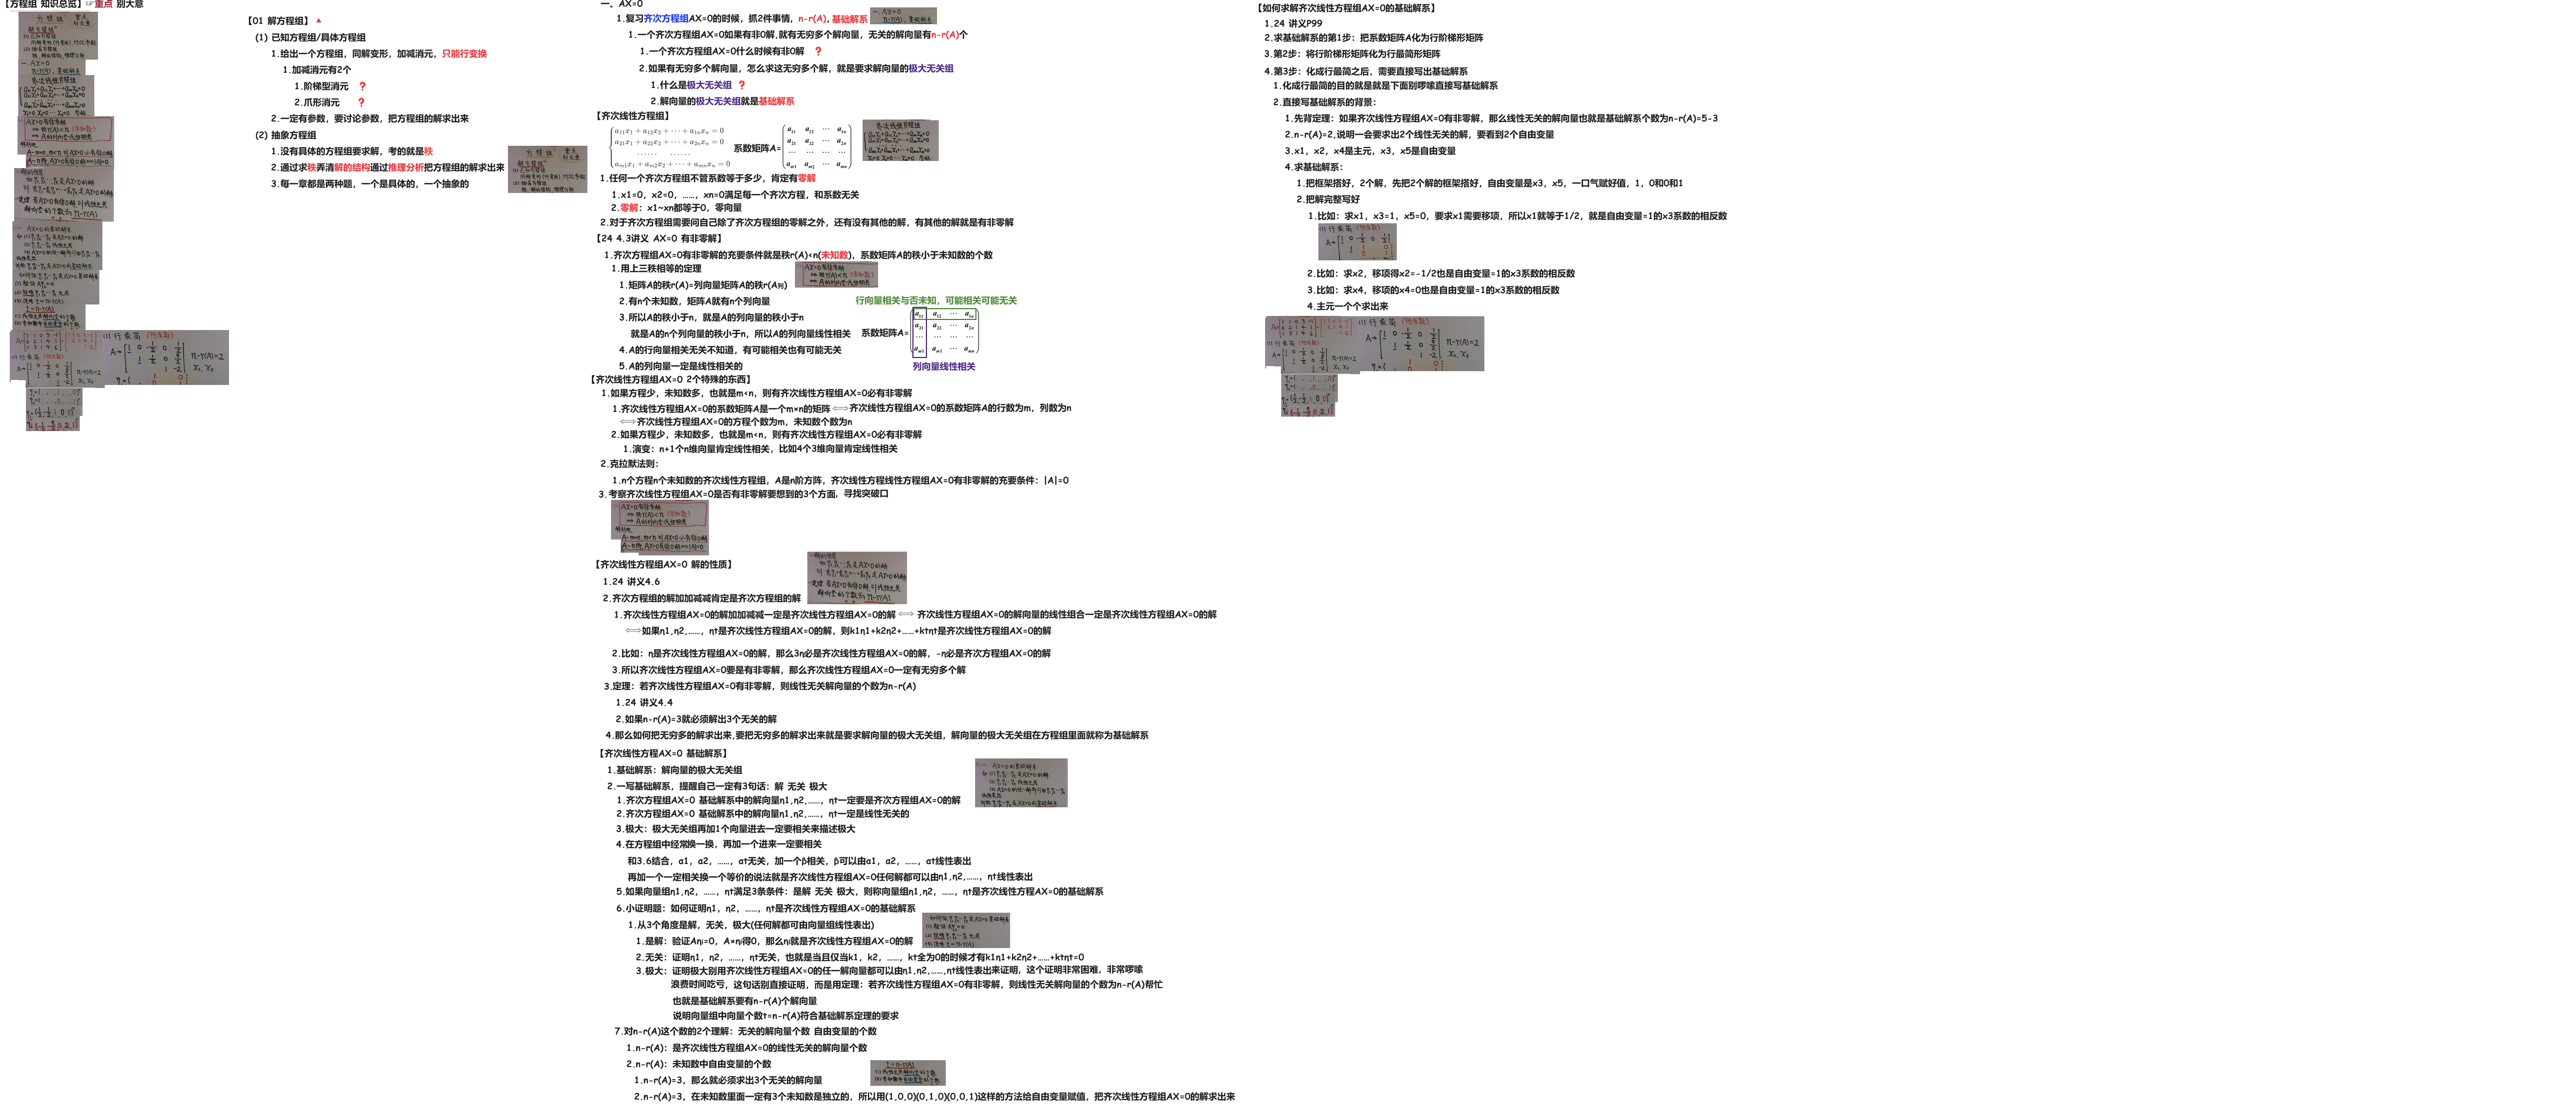 【方程组 知识总览】☞重点 别大意
【01 解方程组】
(1) 已知方程组/具体方程组
1.给出一个方程组，同解变形，加减消元，只能行变换
1.加减消元有2个
1.阶梯型消元 ?
2.爪形消元 ?
2.一定有参数，要讨论参数，把方程组的解求出来
(2) 抽象方程组
1.没有具体的方程组要求解，考的就是秩
2.通过求秩弄清解的结构通过推理分析把方程组的解求出来
3.每一章都是两种题，一个是具体的，一个抽象的
一、AX=0
1.复习齐次方程组AX=0的时候，抓2件事情，n-r(A), 基础解系
1.一个齐次方程组AX=0如果有非0解,就有无穷多个解向量，无关的解向量有n-r(A)个
1.一个齐次方程组AX=0什么时候有非0解 ?
2.如果有无穷多个解向量，怎么求这无穷多个解，就是要求解向量的极大无关组
1.什么是极大无关组 ?
2.解向量的极大无关组就是基础解系
【齐次线性方程组】
a11x1 + a12x2 + ··· + a1nxn = 0
a21x1 + a22x2 + ··· + a2nxn = 0
······ ······
am1x1 + am2x2 + ··· + amnxn = 0
系数矩阵A=
a11 a12 ··· a1n
a21 a22 ··· a2n
··· ··· ··· ···
am1 am2 ··· amn
1.任何一个齐次方程组不管系数等于多少，肯定有零解
1.x1=0，x2=0，……，xn=0满足每一个齐次方程，和系数无关
2.零解：x1~xn都等于0，零向量
2.对于齐次方程组需要问自己除了齐次方程组的零解之外，还有没有其他的解，有其他的解就是有非零解
【24 4.3讲义 AX=0 有非零解】
1.齐次方程组AX=0有非零解的充要条件就是秩r(A)<n(未知数)，系数矩阵A的秩小于未知数的个数
1.用上三秩相等的定理
1.矩阵A的秩r(A)=列向量矩阵A的秩r(A列)
2.有n个未知数，矩阵A就有n个列向量
3.所以A的秩小于n，就是A的列向量的秩小于n
就是A的n个列向量的秩小于n，所以A的列向量线性相关
4.A的行向量相关无关不知道，有可能相关也有可能无关
5.A的列向量一定是线性相关的
行向量相关与否未知，可能相关可能无关
系数矩阵A=
a11 a12 ··· a1n
a21 a22 ··· a2n
··· ··· ··· ···
am1 am2 ··· amn
列向量线性相关
【齐次线性方程组AX=0 2个特殊的东西】
1.如果方程少，未知数多，也就是m<n，则有齐次线性方程组AX=0必有非零解
1.齐次线性方程组AX=0的系数矩阵A是一个m×n的矩阵⟺齐次线性方程组AX=0的系数矩阵A的行数为m，列数为n
⟺齐次线性方程组AX=0的方程个数为m，未知数个数为n
2.如果方程少，未知数多，也就是m<n，则有齐次线性方程组AX=0必有非零解
1.演变：n+1个n维向量肯定线性相关，比如4个3维向量肯定线性相关
2.克拉默法则：
1.n个方程n个未知数的齐次线性方程组，A是n阶方阵，齐次线性方程线性方程组AX=0有非零解的充要条件：|A|=0
3.考察齐次线性方程组AX=0是否有非零解要想到的3个方面，寻找突破口
【齐次线性方程组AX=0 解的性质】
1.24 讲义4.6
2.齐次方程组的解加加减减肯定是齐次方程组的解
1.齐次线性方程组AX=0的解加加减减一定是齐次线性方程组AX=0的解⟺ 齐次线性方程组AX=0的解向量的线性组合一定是齐次线性方程组AX=0的解
⟺如果η1,η2,……，ηt是齐次线性方程组AX=0的解，则k1η1+k2η2+……+ktηt是齐次线性方程组AX=0的解
2.比如：η是齐次线性方程组AX=0的解，那么3η必是齐次线性方程组AX=0的解，-η必是齐次方程组AX=0的解
3.所以齐次线性方程组AX=0要是有非零解，那么齐次线性方程组AX=0一定有无穷多个解
3.定理：若齐次线性方程组AX=0有非零解，则线性无关解向量的个数为n-r(A)
1.24 讲义4.4
2.如果n-r(A)=3就必须解出3个无关的解
4.那么如何把无穷多的解求出来,要把无穷多的解求出来就是要求解向量的极大无关组，解向量的极大无关组在方程组里面就称为基础解系
【齐次线性方程AX=0 基础解系】
1.基础解系：解向量的极大无关组
2.一写基础解系，提醒自己一定有3句话：解 无关 极大
1.齐次方程组AX=0 基础解系中的解向量η1,η2,……，ηt一定要是齐次方程组AX=0的解
2.齐次方程组AX=0 基础解系中的解向量η1,η2,……，ηt一定是线性无关的
3.极大：极大无关组再加1个向量进去一定要相关来描述极大
4.在方程组中经常换一换，再加一个进来一定要相关
和3.6结合，α1，α2，……，αt无关，加一个β相关，β可以由α1，α2，……，αt线性表出
再加一个一定相关换一个等价的说法就是齐次线性方程组AX=0任何解都可以由η1,η2,……，ηt线性表出
5.如果向量组η1,η2，……，ηt满足3条条件：是解 无关 极大，则称向量组η1,η2，……，ηt是齐次线性方程AX=0的基础解系
6.小证明题：如何证明η1，η2，……，ηt是齐次线性方程组AX=0的基础解系
1.从3个角度是解，无关，极大(任何解都可由向量组线性表出)
1.是解：验证Aηi=0，A×ηi得0，那么ηi就是齐次线性方程组AX=0的解
2.无关：证明η1，η2，……，ηt无关，也就是当且仅当k1，k2，……，kt全为0的时候才有k1η1+k2η2+……+ktηt=0
3.极大：证明极大别用齐次线性方程组AX=0的任一解向量都可以由η1,η2,……,ηt线性表出来证明，这个证明非常困难，非常啰嗦
浪费时间吃亏，这句话别直接证明，而是用定理：若齐次线性方程组AX=0有非零解，则线性无关解向量的个数为n-r(A)帮忙
也就是基础解系要有n-r(A)个解向量
说明向量组中向量个数t=n-r(A)符合基础解系定理的要求
7.对n-r(A)这个数的2个理解：无关的解向量个数 自由变量的个数
1.n-r(A)：是齐次线性方程组AX=0的线性无关的解向量个数
2.n-r(A)：未知数中自由变量的个数
1.n-r(A)=3，那么就必须求出3个无关的解向量
2.n-r(A)=3，在未知数里面一定有3个未知数是独立的，所以用(1,0,0)(0,1,0)(0,0,1)这样的方法给自由变量赋值，把齐次线性方程组AX=0的解求出来
【如何求解齐次线性方程组AX=0的基础解系】
1.24 讲义P99
2.求基础解系的第1步：把系数矩阵A化为行阶梯形矩阵
3.第2步：将行阶梯形矩阵化为行最简形矩阵
4.第3步：化成行最简之后，需要直接写出基础解系
1.化成行最简的目的就是就是下面别啰嗦直接写基础解系
2.直接写基础解系的背景：
1.先背定理：如果齐次线性方程组AX=0有非零解，那么线性无关的解向量也就是基础解系个数为n-r(A)=5-3
2.n-r(A)=2,说明一会要求出2个线性无关的解，要看到2个自由变量
3.x1，x2，x4是主元，x3，x5是自由变量
4.求基础解系：
1.把框架搭好，2个解，先把2个解的框架搭好，自由变量是x3，x5，一口气赋好值，1，0和0和1
2.把解完整写好
1.比如：求x1，x3=1，x5=0，要求x1需要移项，所以x1就等于1/2，就是自由变量=1的x3系数的相反数
2.比如：求x2，移项得x2=-1/2也是自由变量=1的x3系数的相反数
3.比如：求x4，移项的x4=0也是自由变量=1的x3系数的相反数
4.主元一个个求出来